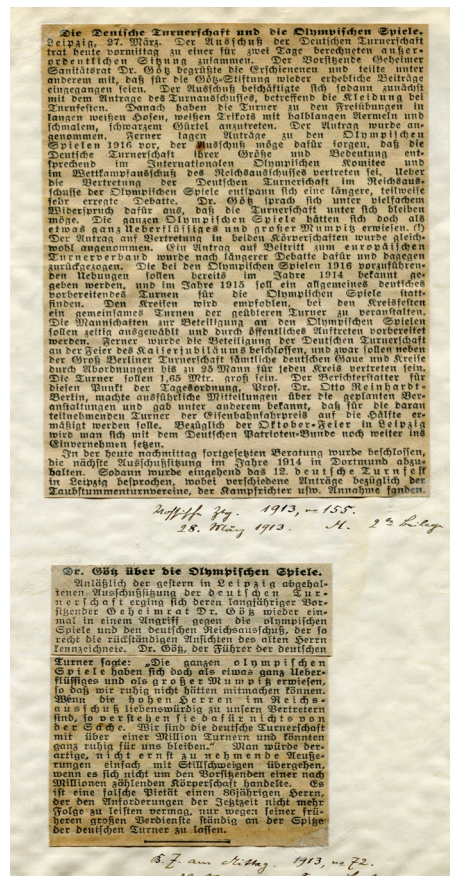 Die Deutsche Turnerschaft und die Olympischen Spiele.
Leipzig, 27. März. Der Ausschuß der Deutschen Turnerschaft
trat heute vormittag zu einer für zwei Tage berechneten außer-
ordentlichen Sitzung zusammen. Der Vorsitzende Geheimer
Sanitätsrat Dr. Götz begrüßte die Erschienenen und teilte unter
anderem mit, daß für die Götz-Stiftung wieder erhebliche Beiträge
eingegangen seien. Der Ausschuß beschäftigte sich sodann zunächst
mit dem Antrage des Turnausschusses, betreffend die Kleidung bei
Turnfesten. Danach haben die Turner zu den Freiübungen in
langen weißen Hosen, weißen Trikots mit halblangen Aermeln und
schmalem, schwarzem Gürtel anzutreten. Der Antrag wurde an-
genommen. Ferner lagen Anträge zu den Olympischen
Spielen 1916 vor, der Ausschuß möge dafür sorgen, daß die
Deutsche Turnerschaft ihrer Größe und Bedeutung ent-
sprechend im Internationalen Olympischen Komitee und
im Wettkampfausschuß des Reichsausschusses vertreten sei. Ueber
die Vertretung der Deutschen Turnerschaft im Reichsaus-
schusse der Olympischen Spiele entspann sich eine längere, teilweise
sehr erregte Debatte. Dr. Götz sprach sich unter vielfachem
Widerspruch dafür aus, daß die Turnerschaft unter sich bleiben
möge. Die ganzen Olympischen Spiele hätten sich doch als
etwas ganz Ueberflüssiges und großer Mumpitz erwiesen. (!)
Der Antrag auf Vertretung in beiden Körperschaften wurde gleich-
wohl angenommen. Ein Antrag auf Beitritt zum europäischen
Turnerverband wurde nach längerer Debatte dafür und dagegen
zurückgezogen. Die bei den Olympischen Spielen 1916 vorzuführen-
den Uebungen sollen bereits im Jahre 1914 bekannt ge-
geben werden, und im Jahre 1915 soll ein allgemeines deutsches
vorbereitendes Turnen für die Olympischen Spiele statt-
finden. Den Kreisen wird empfohlen, bei den Kreisfesten
ein gemeinsames Turnen der geübteren Turner zu veranstalten.
Die Mannschaften zur Beteiligung an den Olympischen Spielen
sollen zeitig ausgewählt und durch öffentliches Auftreten vorbereitet
werden. Ferner wurde die Beteiligung der Deutschen Turnerschaft
an der Feier des Kaiserjubiläums beschlossen, und zwar sollen neben
der Groß Berliner Turnerschaft sämtliche deutschen Gaue und Kreise
durch Abordnungen bis zu 25 Mann für jeden Kreis vertreten sein.
Die Turner sollen 1,65 Mtr. groß sein. Der Berichterstatter für
diesen Punkt der Tagesordnung, Prof. Dr. Otto Reinhardt-
Berlin, machte ausführliche Mitteilungen über die geplanten Ver-
anstaltungen und gab unter anderem bekannt, daß für die daran
teilnehmenden Turner der Eisenbahnfahrpreis auf die Hälfte er-
mäßigt werden solle. Bezüglich der Oktober-Feier in Leipzig
wird man sich mit dem Deutschen Patrioten-Bunde noch weiter ins
Einvernehmen setzen.
In der heute nachmittag fortgesetzten Beratung wurde beschlossen,
die nächste Ausschußsitzung im Jahre 1914 in Dortmund abzu-
halten. Sodann wurde eingehend das 12. deutsche Turnfest
in Leipzig besprochen, wobei verschiedene Anträge bezüglich der
Taubstummenturnvereine, der Kampfrichter usw. Annahme fanden.
Vossische Ztg. 1913, no 155.
28. März 1913. M. 2te Beilage
Dr. Götz über die Olympischen Spiele.
Anläßlich der gestern in Leipzig abgehal-
tenen Ausschußsitzung der deutschen Tur-
nerschaft erging sich deren langjähriger Vor-
sitzender Geheimrat Dr. Götz wieder ein-
mal in einem Angriff gegen die olympischen
Spiele und den deutschen Reichsausschuß, der so
recht die rückständigen Ansichten des alten Herrn
kennzeichnete. Dr. Götz, der Führer der deutschen
Turner sagte: „Die ganzen olympischen
Spiele haben sich doch als etwas ganz Ueber-
flüssiges und als großer Mumpitz erwiesen,
so daß wir ruhig nicht hätten mitmachen können.
Wenn die hohen Herren im Reichs-
ausschuß liebenswürdig zu unsern Vertretern
sind, so verstehen sie dafür nichts von
der Sache. Wir sind die deutsche Turnerschaft
mit über einer Million Turnern und könnten
ganz ruhig für uns bleiben.“ Man würde der-
artige, nicht ernst zu nehmende Aeuße-
rungen einfach mit Stillschweigen übergehen,
wenn es sich nicht um den Vorsitzenden einer nach
Millionen zählenden Körperschaft handelte. Es
ist eine falsche Pietät einen 86jährigen Herrn,
der den Anforderungen der Jetztzeit nicht mehr
Folge zu leisten vermag, nur wegen seiner frü-
heren großen Verdienste ständig an der Spitze
der deutschen Turner zu lassen.
B. Z. am Mittag. 1913, no 72.